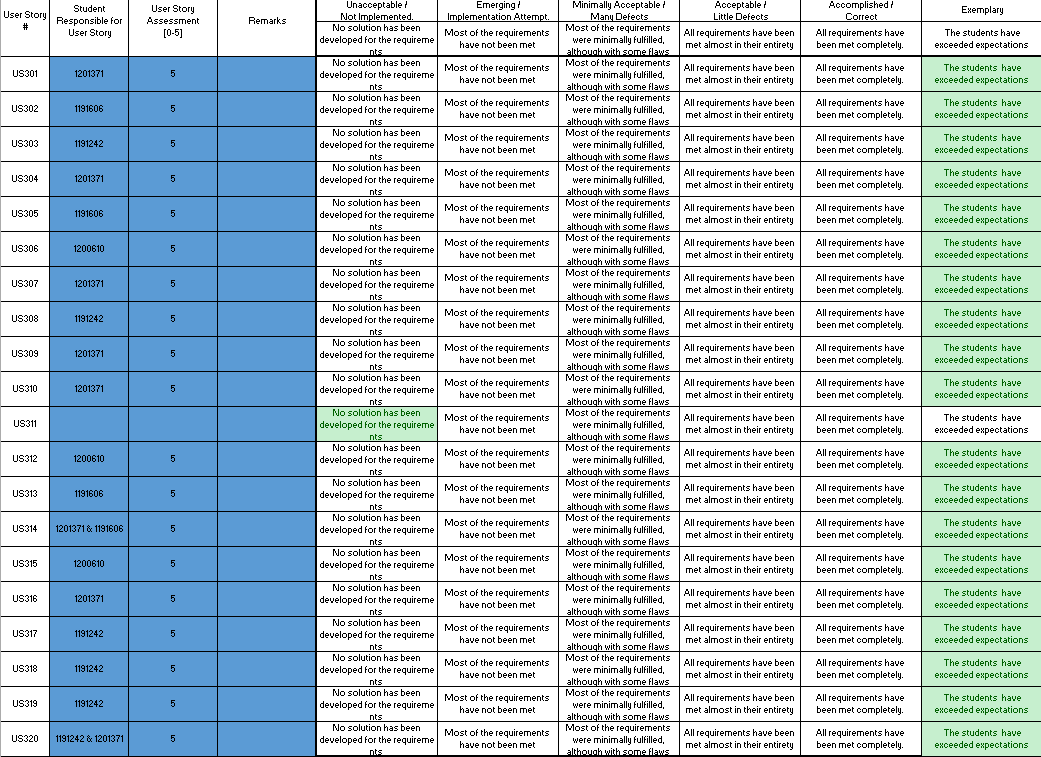 User Story # Student Responsible for User Story User Story Assessment [0-5] Remarks Unacceptable / Not Implemented. Emerging / Implementation Attempt. Minimally Acceptable / Many Defects Acceptable / Little Defects Accomplished / Correct Exemplary
No solution has been developed for the requireme nts Most of the requirements have not been met Most of the requirements were minimally fulfilled, although with some flaws All requirements have been met almost in their entirety All requirements have been met completely. The students have exceeded expectations
US301 1201371 5 No solution has been developed for the requireme nts Most of the requirements have not been met Most of the requirements were minimally fulfilled, although with some flaws All requirements have been met almost in their entirety All requirements have been met completely. The students have exceeded expectations
US302 1191606 5 No solution has been developed for the requireme nts Most of the requirements have not been met Most of the requirements were minimally fulfilled, although with some flaws All requirements have been met almost in their entirety All requirements have been met completely. The students have exceeded expectations
US303 1191242 5 No solution has been developed for the requireme nts Most of the requirements have not been met Most of the requirements were minimally fulfilled, although with some flaws All requirements have been met almost in their entirety All requirements have been met completely. The students have exceeded expectations
US304 1201371 5 No solution has been developed for the requireme nts Most of the requirements have not been met Most of the requirements were minimally fulfilled, although with some flaws All requirements have been met almost in their entirety All requirements have been met completely. The students have exceeded expectations
US305 1191606 5 No solution has been developed for the requireme nts Most of the requirements have not been met Most of the requirements were minimally fulfilled, although with some flaws All requirements have been met almost in their entirety All requirements have been met completely. The students have exceeded expectations
US306 1200610 5 No solution has been developed for the requireme nts Most of the requirements have not been met Most of the requirements were minimally fulfilled, although with some flaws All requirements have been met almost in their entirety All requirements have been met completely. The students have exceeded expectations
US307 1201371 5 No solution has been developed for the requireme nts Most of the requirements have not been met Most of the requirements were minimally fulfilled, although with some flaws All requirements have been met almost in their entirety All requirements have been met completely. The students have exceeded expectations
US308 1191242 5 No solution has been developed for the requireme nts Most of the requirements have not been met Most of the requirements were minimally fulfilled, although with some flaws All requirements have been met almost in their entirety All requirements have been met completely. The students have exceeded expectations
US309 1201371 5 No solution has been developed for the requireme nts Most of the requirements have not been met Most of the requirements were minimally fulfilled, although with some flaws All requirements have been met almost in their entirety All requirements have been met completely. The students have exceeded expectations
US310 1201371 5 No solution has been developed for the requireme nts Most of the requirements have not been met Most of the requirements were minimally fulfilled, although with some flaws All requirements have been met almost in their entirety All requirements have been met completely. The students have exceeded expectations
US311 No solution has been developed for the requireme nts Most of the requirements have not been met Most of the requirements were minimally fulfilled, although with some flaws All requirements have been met almost in their entirety All requirements have been met completely. The students have exceeded expectations
US312 1200610 5 No solution has been developed for the requireme nts Most of the requirements have not been met Most of the requirements were minimally fulfilled, although with some flaws All requirements have been met almost in their entirety All requirements have been met completely. The students have exceeded expectations
US313 1191606 5 No solution has been developed for the requireme nts Most of the requirements have not been met Most of the requirements were minimally fulfilled, although with some flaws All requirements have been met almost in their entirety All requirements have been met completely. The students have exceeded expectations
US314 1201371 & 1191606 5 No solution has been developed for the requireme nts Most of the requirements have not been met Most of the requirements were minimally fulfilled, although with some flaws All requirements have been met almost in their entirety All requirements have been met completely. The students have exceeded expectations
US315 1200610 5 No solution has been developed for the requireme nts Most of the requirements have not been met Most of the requirements were minimally fulfilled, although with some flaws All requirements have been met almost in their entirety All requirements have been met completely. The students have exceeded expectations
US316 1201371 5 No solution has been developed for the requireme nts Most of the requirements have not been met Most of the requirements were minimally fulfilled, although with some flaws All requirements have been met almost in their entirety All requirements have been met completely. The students have exceeded expectations
US317 1191242 5 No solution has been developed for the requireme nts Most of the requirements have not been met Most of the requirements were minimally fulfilled, although with some flaws All requirements have been met almost in their entirety All requirements have been met completely. The students have exceeded expectations
US318 1191242 5 No solution has been developed for the requireme nts Most of the requirements have not been met Most of the requirements were minimally fulfilled, although with some flaws All requirements have been met almost in their entirety All requirements have been met completely. The students have exceeded expectations
US319 1191242 5 No solution has been developed for the requireme nts Most of the requirements have not been met Most of the requirements were minimally fulfilled, although with some flaws All requirements have been met almost in their entirety All requirements have been met completely. The students have exceeded expectations
US320 1191242 & 1201371 5 No solution has been developed for the requireme nts Most of the requirements have not been met Most of the requirements were minimally fulfilled, although with some flaws All requirements have been met almost in their entirety All requirements have been met completely. The students have exceeded expectations